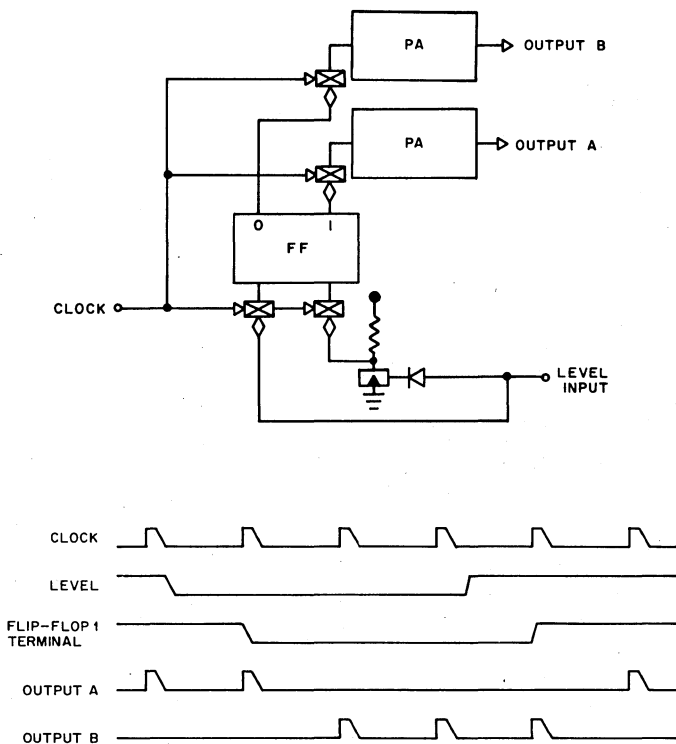 PA
OUTPUT B
PA
OUTPUT A
0 1
FF
CLOCK
LEVEL
INPUT
CLOCK
LEVEL
FLIP-FLOP 1
TERMINAL
OUTPUT A
OUTPUT B